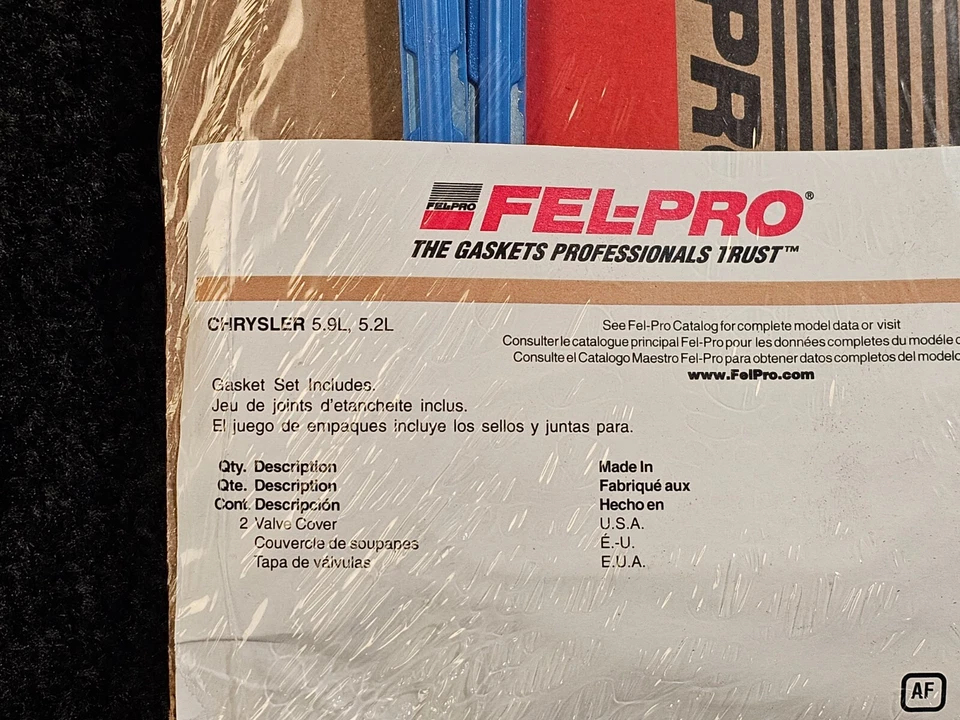 PRO
FEL-PRO
FEL-PRO®
THE GASKETS PROFESSIONALS TRUST™
CHRYSLER 5.9L, 5.2L
See Fel-Pro Catalog for complete model data or visit
Consulter le catalogue principal Fel-Pro pour les données completes du modéle
Consulte el Catalogo Maestro Fel-Pro para obtener datos completos del modelo
www.FelPro.com
Gasket Set Includes.
Jeu de joints d'etancheite inclus.
El juego de empaques incluye los sellos y juntas para.
Qty. Description Made In
Qte. Description Fabriqué aux
Cont. Descripción Hecho en
2 Valve Cover U.S.A.
Couvercle de soupapes É.-U.
Tapa de válvulas E.U.A.
AF